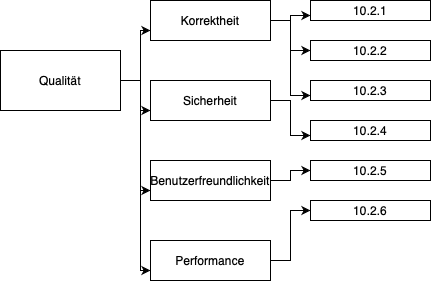 Qualität
Korrektheit
10.2.1
10.2.2
10.2.3
Sicherheit
10.2.4
Benutzerfreundlichkeit
10.2.5
Performance
10.2.6